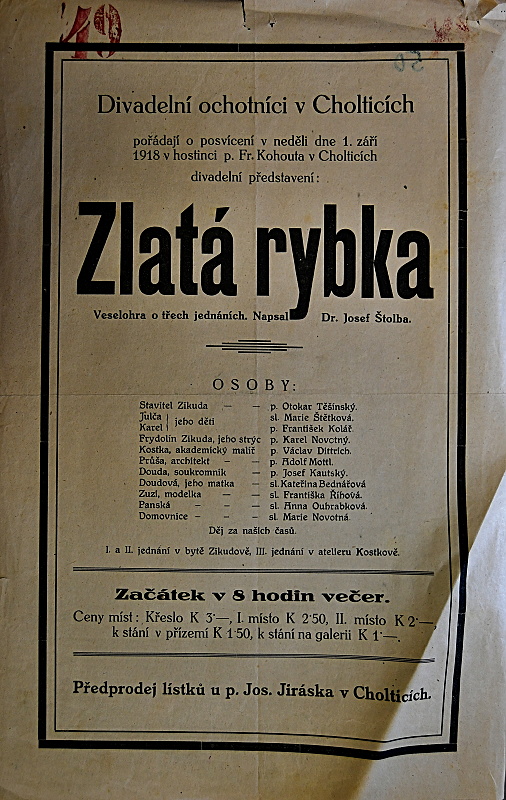 49
50
Divadelní ochotníci v Cholticích
pořádají o posvícení v neděli dne 1. září
1918 v hostinci p. Fr. Kohouta v Cholticích
divadelní představení:
Zlatá rybka
Veselohra o třech jednáních. Napsal Dr. Josef Štolba.
OSOBY:
Stavitel Zikuda — — p. Otokar Těšínský.
Julča } jeho děti sl. Marie Štětková.
Karel } p. František Kolář.
Frydolín Zikuda, jeho strýc p. Karel Novotný.
Kostka, akademický malíř p. Václav Dittrich.
Průša, architekt — — p. Adolf Mottl.
Douda, soukromník — p. Josef Kautský.
Doudová, jeho matka — sl. Kateřina Bednářová
Zuzi, modelka — — sl. Františka Říhová.
Panská — — — sl. Anna Ouhrabková.
Domovnice — — — sl. Marie Novotná.
Děj za našich časů.
I. a II. jednání v bytě Zikudově, III. jednání v atelleru Kostkově.
Začátek v 8 hodin večer.
Ceny míst: Křeslo K 3·—, I. místo K 2·50, II. místo K 2·—,
k stání v přízemí K 1·50, k stání na galerii K 1·—.
Předprodej lístků u p. Jos. Jiráska v Cholticích.